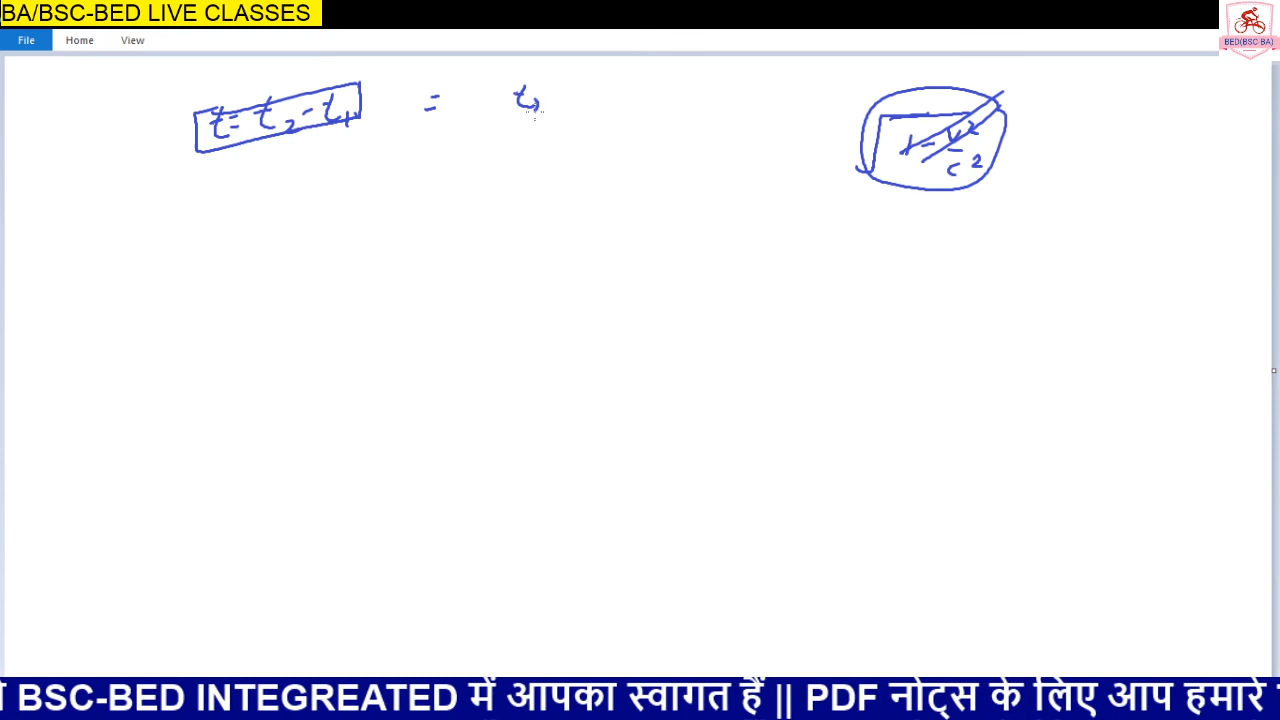 BA/BSC-BED LIVE CLASSES
File Home View
BED(BSC-BA)
t = t₂ - t₁ = t₂
√1 - v²/c²
BSC-BED INTEGREATED में आपका स्वागत हैं || PDF नोट्स के लिए आप हमारे